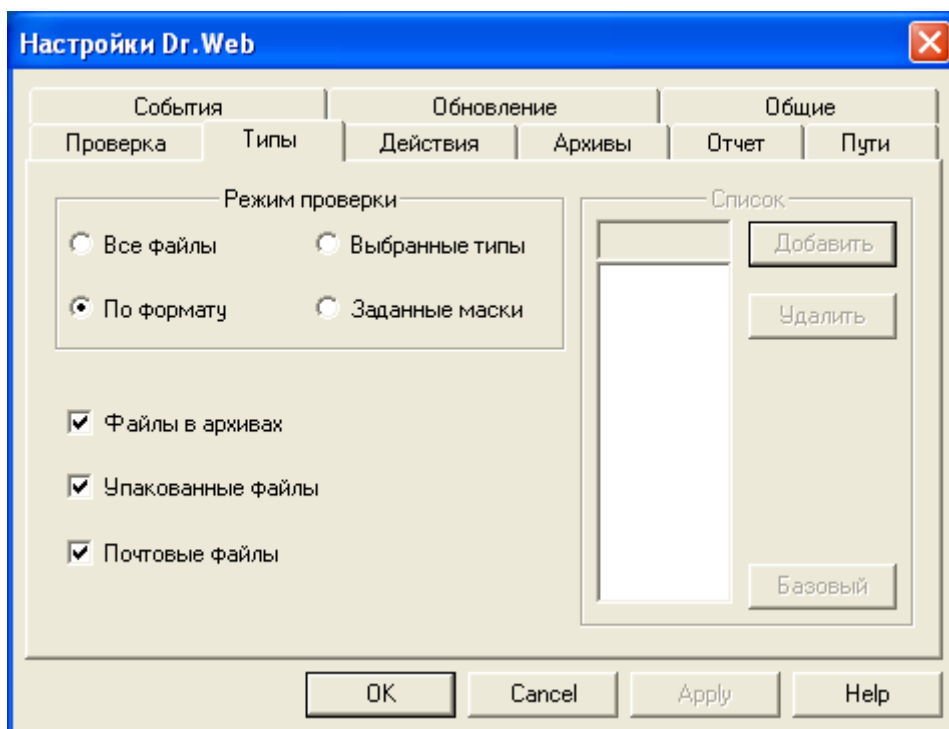 Настройки Dr.Web
События Обновление Общие
Проверка Типы Действия Архивы Отчет Пути
Режим проверки Список
Все файлы Выбранные типы Добавить
По формату Заданные маски Удалить
Файлы в архивах
Упакованные файлы
Почтовые файлы
Базовый
OK Cancel Apply Help